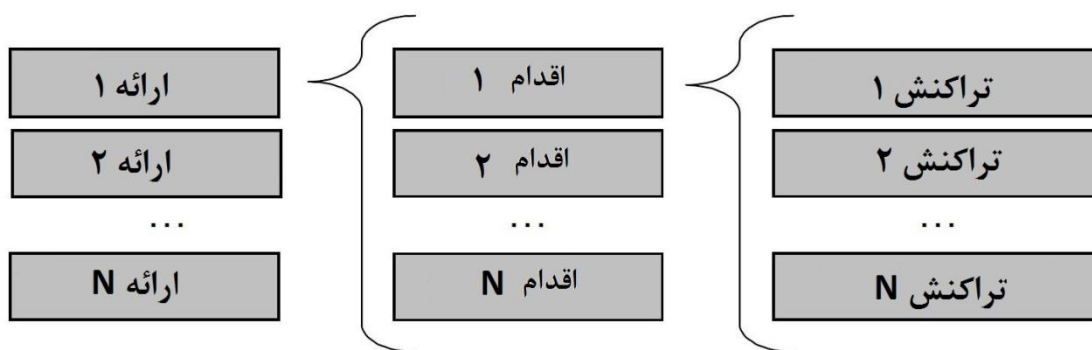 ارائه ۱
ارائه ۲
...
ارائه N
اقدام ۱
اقدام ۲
...
اقدام N
تراکنش ۱
تراکنش ۲
...
تراکنش N